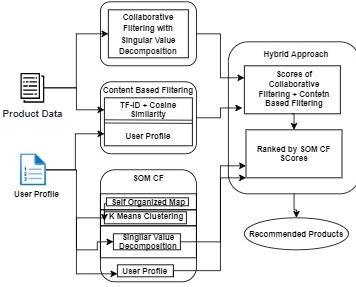 Collaborative
Filtering with
Singular Value
Decomposition
Product Data
Content Based Filtering
TF-ID + Cosine
Similarity
User Profile
User Profile
SOM CF
Self Organized Map
K Means Clustering
Singllar Value
Decomposition
User Profile
Hybrid Approach
Scores of
Collaborative
Filtering + Contetn
Based Filtering
Ranked by SOM CF
SCores
Recommended Products